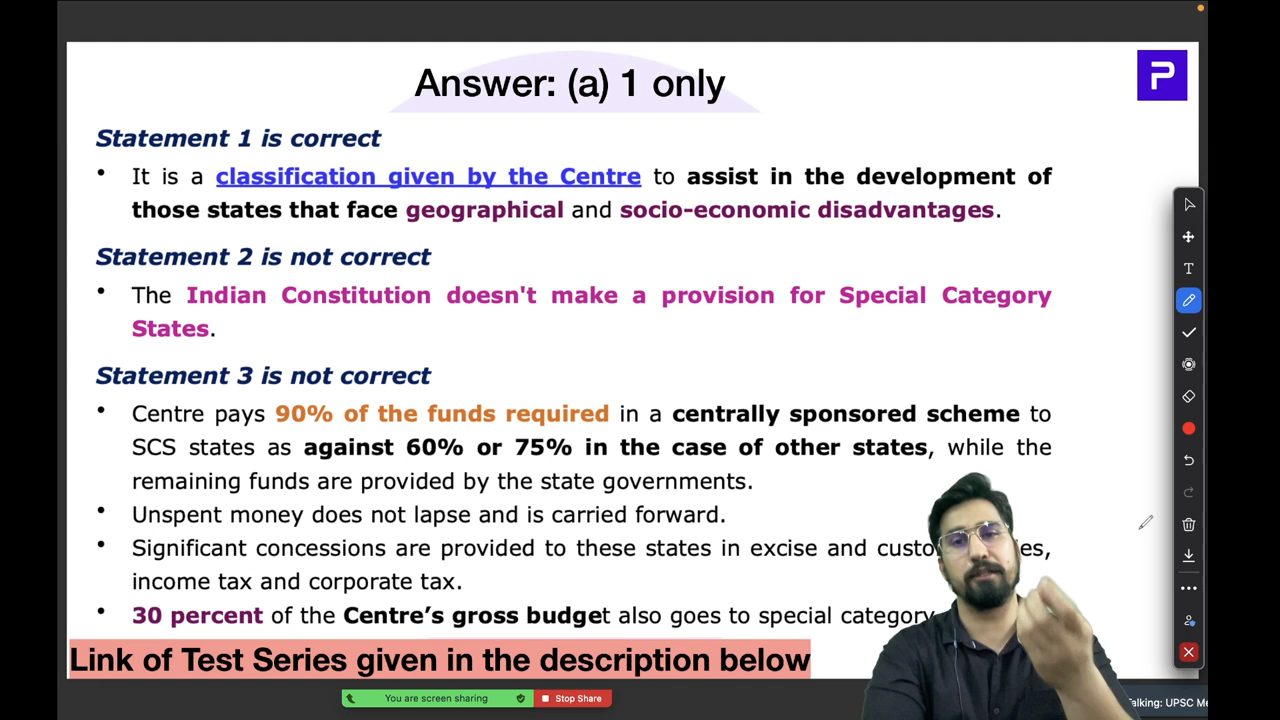 Answer: (a) 1 only
P
Statement 1 is correct
• It is a classification given by the Centre to assist in the development of
those states that face geographical and socio-economic disadvantages.
Statement 2 is not correct
• The Indian Constitution doesn't make a provision for Special Category
States.
Statement 3 is not correct
• Centre pays 90% of the funds required in a centrally sponsored scheme to
SCS states as against 60% or 75% in the case of other states, while the
remaining funds are provided by the state governments.
• Unspent money does not lapse and is carried forward.
• Significant concessions are provided to these states in excise and
income tax and corporate tax.
• 30 percent of the Centre’s gross budget also goes to special category
Link of Test Series given in the description below
You are screen sharing
Stop Share
Talking: UPSC
T